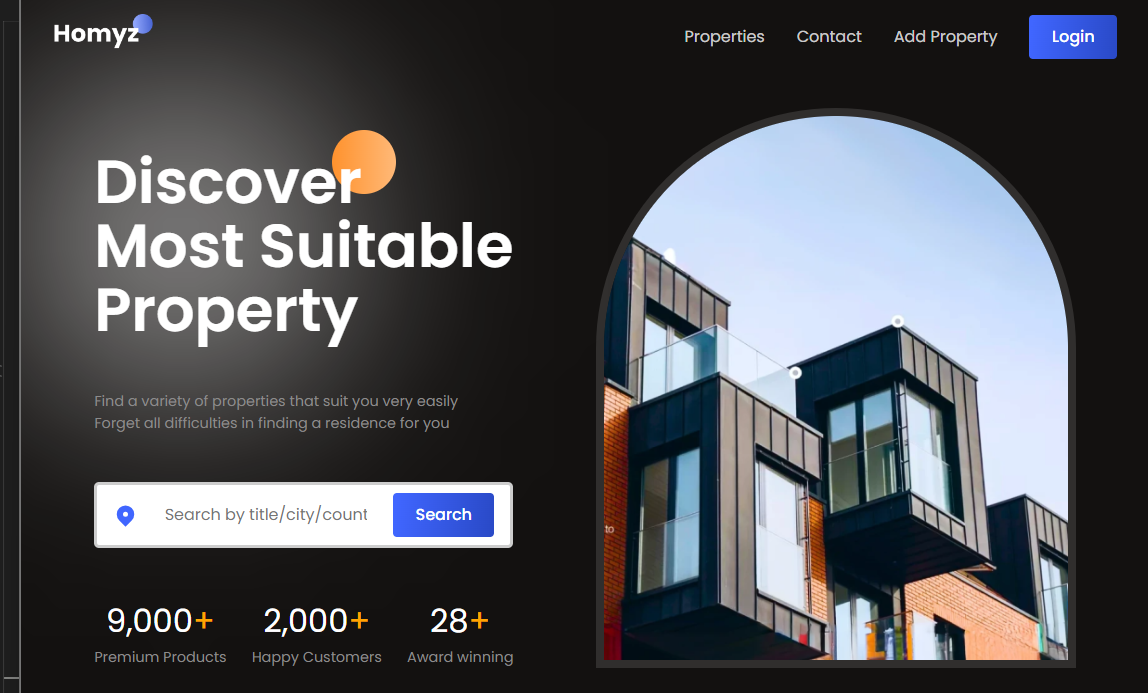 Homyz
Properties
Contact
Add Property
Login
Discover
Most Suitable
Property
Find a variety of properties that suit you very easily
Forget all difficulties in finding a residence for you
Search by title/city/count
Search
9,000+
2,000+
28+
Premium Products
Happy Customers
Award winning
to